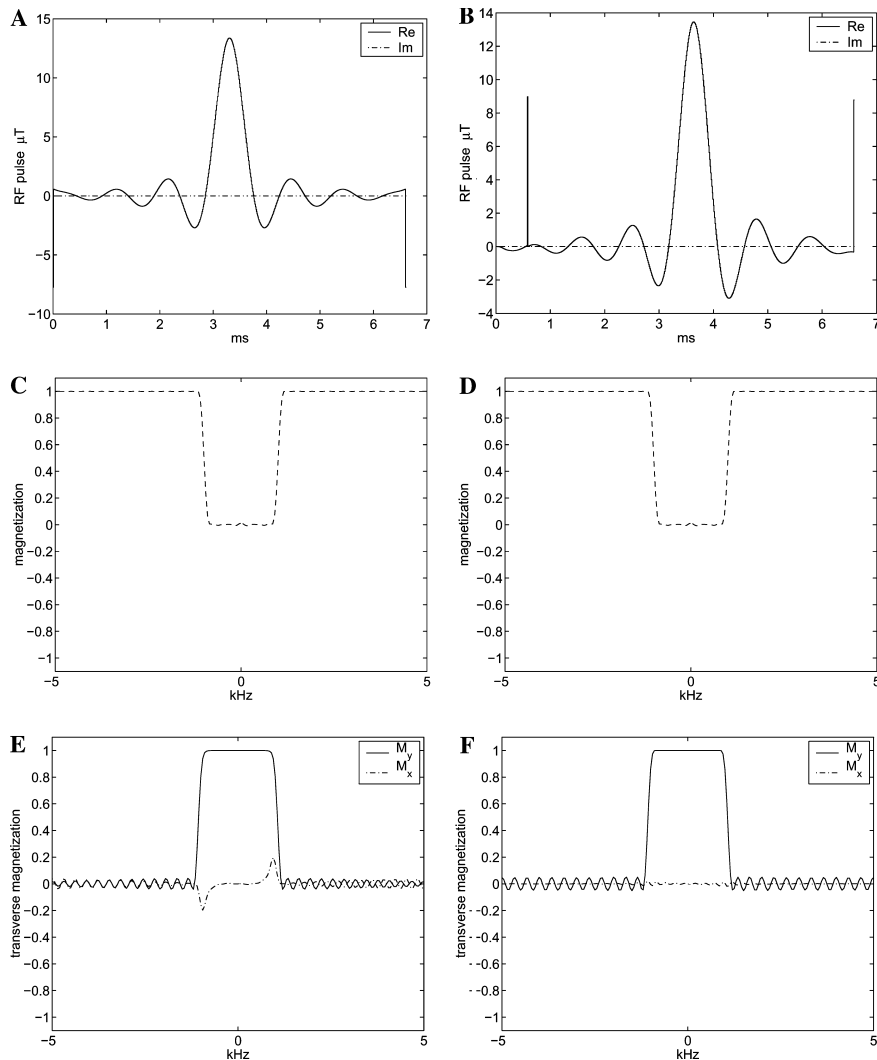 A
15
10
5
0
−5
−10
RF pulse μT
0 1 2 3 4 5 6 7
ms
Re
Im
B
14
12
10
8
6
4
2
0
−2
−4
RF pulse μT
0 1 2 3 4 5 6 7
ms
Re
Im
C
1
0.8
0.6
0.4
0.2
0
−0.2
−0.4
−0.6
−0.8
−1
magnetization
−5 0 5
kHz
D
1
0.8
0.6
0.4
0.2
0
−0.2
−0.4
−0.6
−0.8
−1
magnetization
−5 0 5
kHz
E
1
0.8
0.6
0.4
0.2
0
−0.2
−0.4
−0.6
−0.8
−1
transverse magnetization
−5 0 5
kHz
My
Mx
F
1
0.8
0.6
0.4
0.2
0
−0.2
−0.4
−0.6
−0.8
−1
transverse magnetization
−5 0 5
kHz
My
Mx